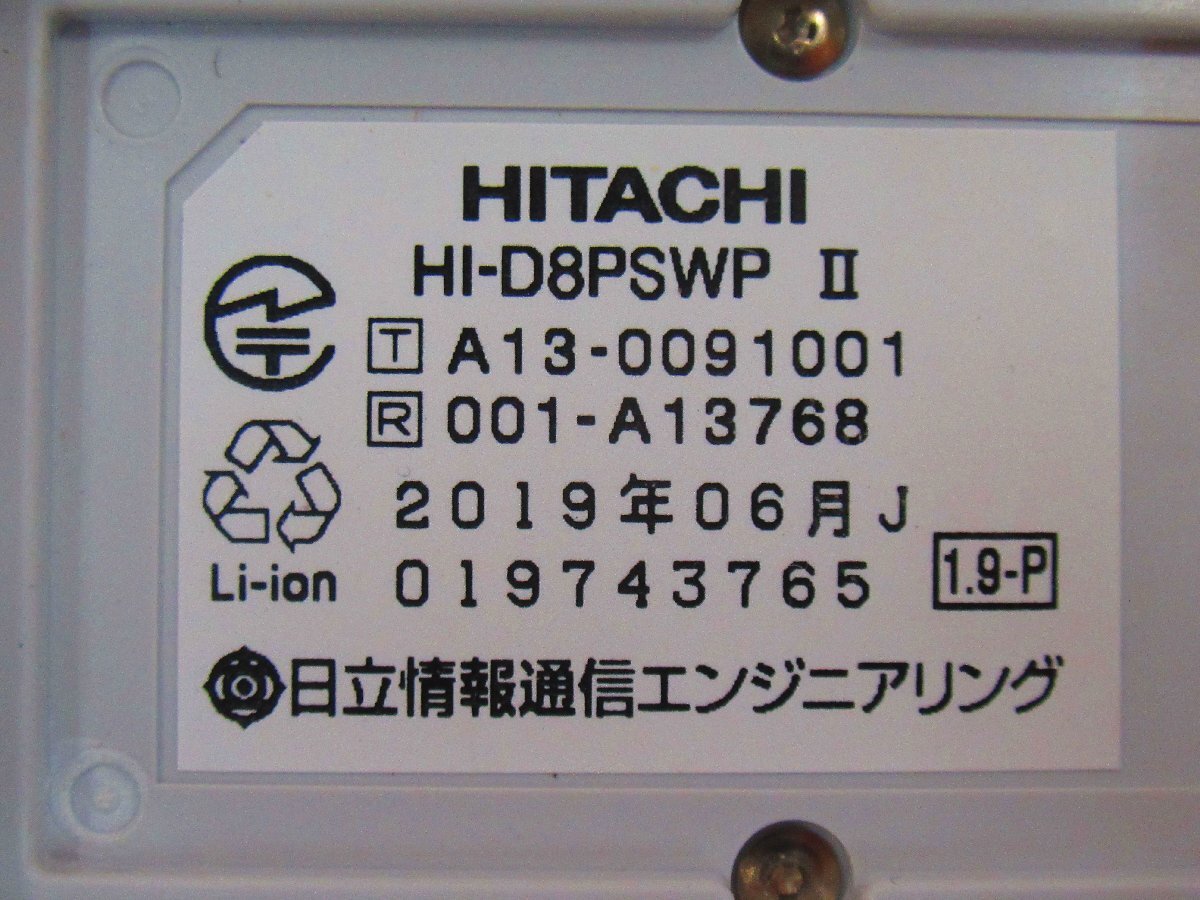 HITACHI
HI-D8PSWP Ⅱ
T A13-0091001
R 001-A13768
2019年06月J
Li-ion 019743765 1.9-P
日立情報通信エンジニアリング